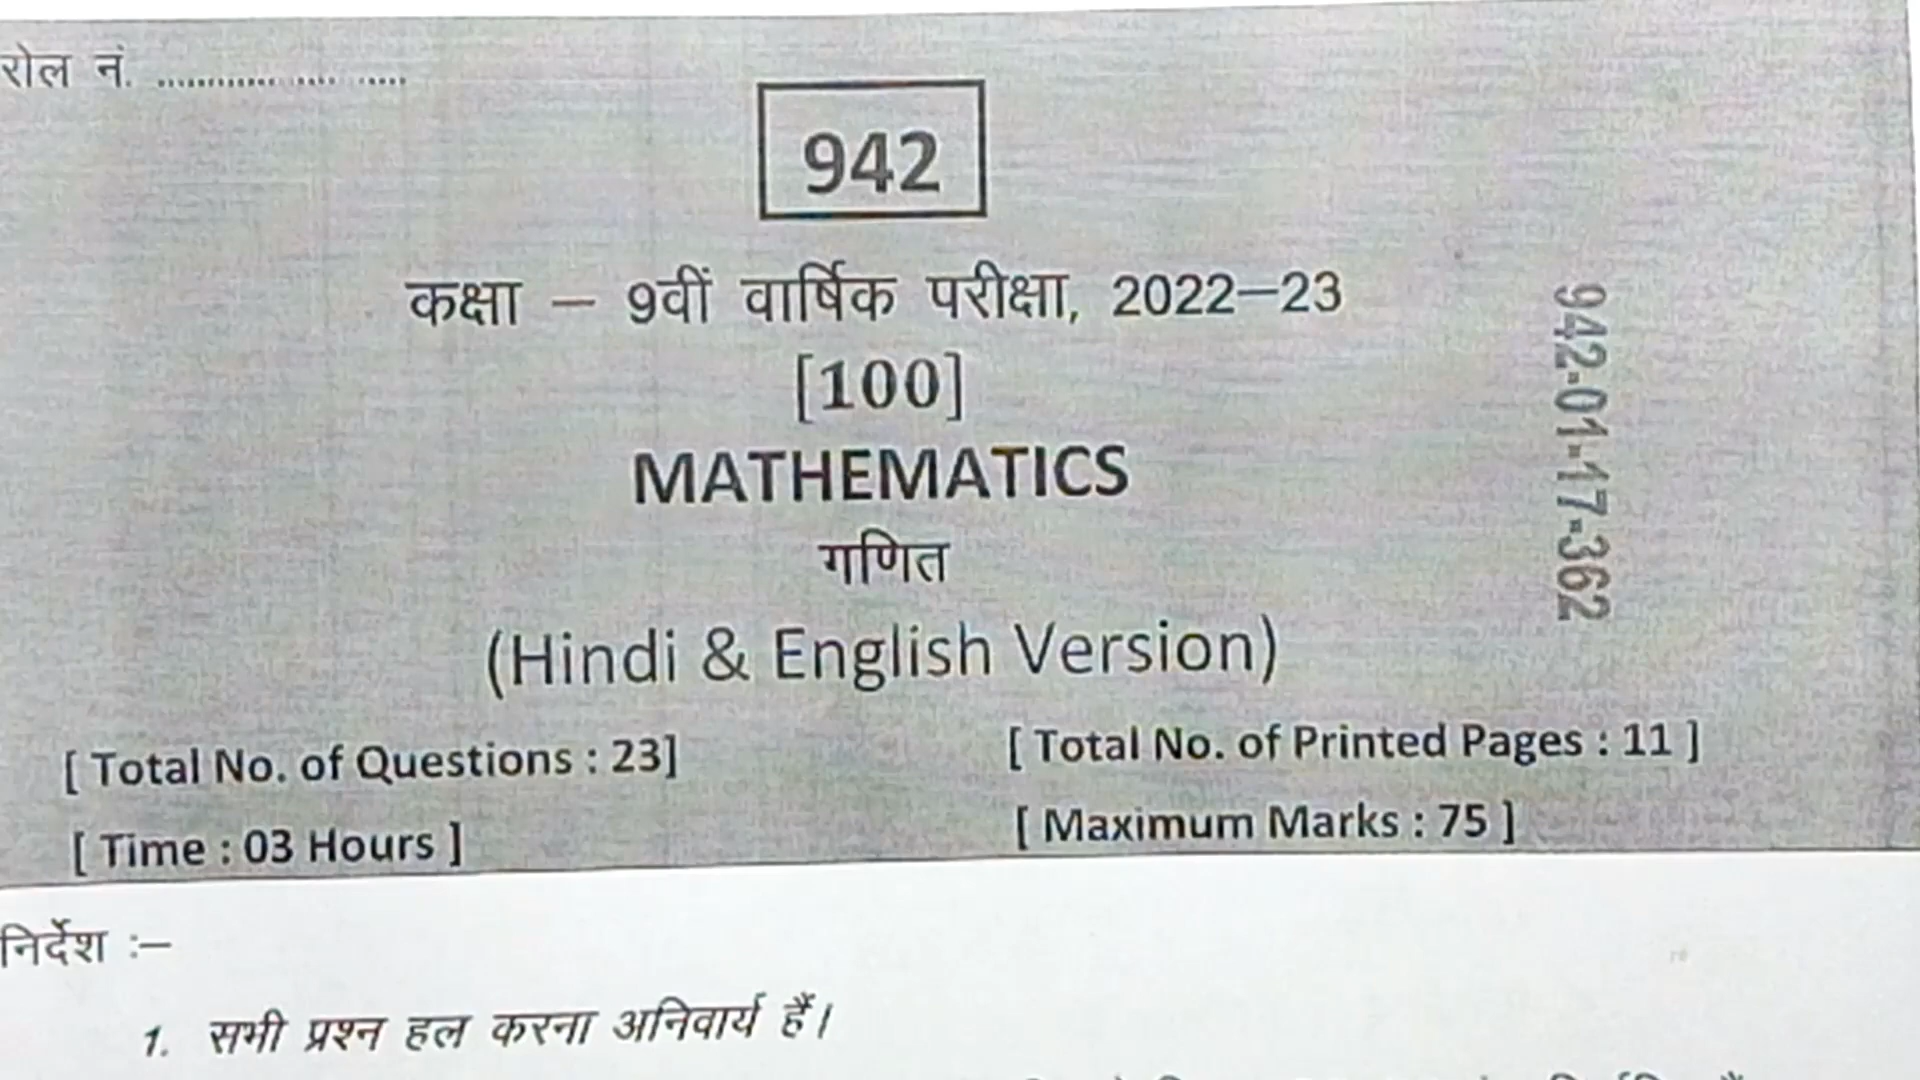 रोल नं. .................... .....
942
कक्षा – 9वीं वार्षिक परीक्षा, 2022–23
[100]
MATHEMATICS
गणित
(Hindi & English Version)
942-01-17-362
[ Total No. of Questions : 23]
[ Total No. of Printed Pages : 11 ]
[ Time : 03 Hours ]
[ Maximum Marks : 75 ]
निर्देश :–
1. सभी प्रश्न हल करना अनिवार्य हैं।